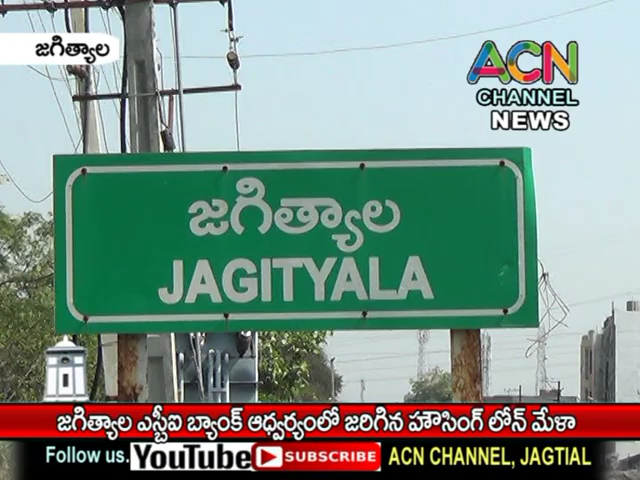 జగిత్యాల
ACN
CHANNEL
NEWS
జగిత్యాల
JAGITYALA
జగిత్యాల ఎస్బీఐ బ్యాంక్ ఆధ్వర్యంలో జరిగిన హౌసింగ్ లోన్ మేళా
Follow us. YouTube SUBSCRIBE ACN CHANNEL, JAGTIAL